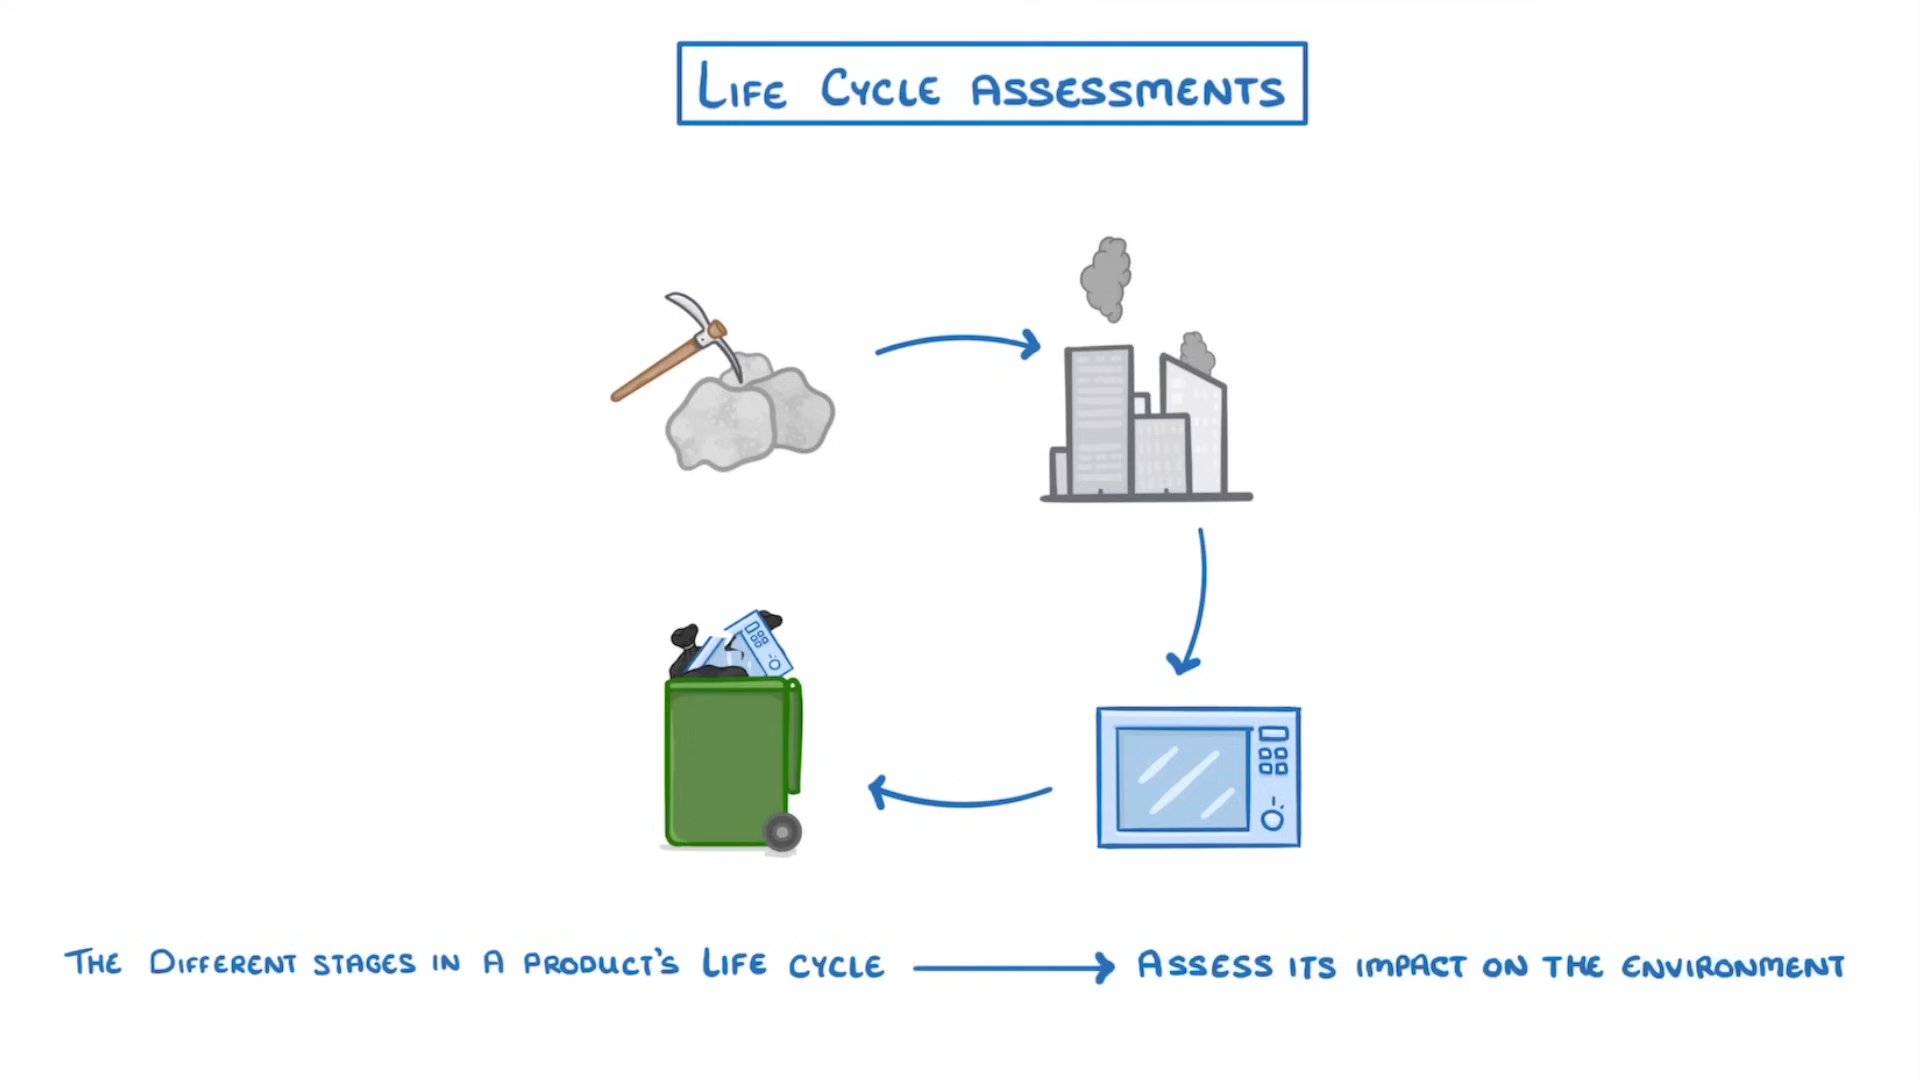 LIFE CYCLE ASSESSMENTS
THE DIFFERENT STAGES IN A PRODUCT'S LIFE CYCLE → ASSESS ITS IMPACT ON THE ENVIRONMENT